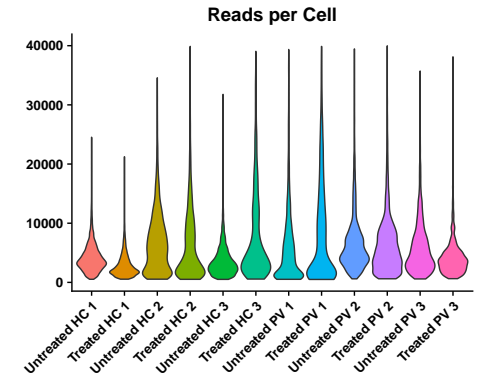 Reads per Cell
40000
30000
20000
10000
0
Untreated HC 1
Treated HC 1
Untreated HC 2
Treated HC 2
Untreated HC 3
Treated HC 3
Untreated PV 1
Treated PV 1
Untreated PV 2
Treated PV 2
Untreated PV 3
Treated PV 3